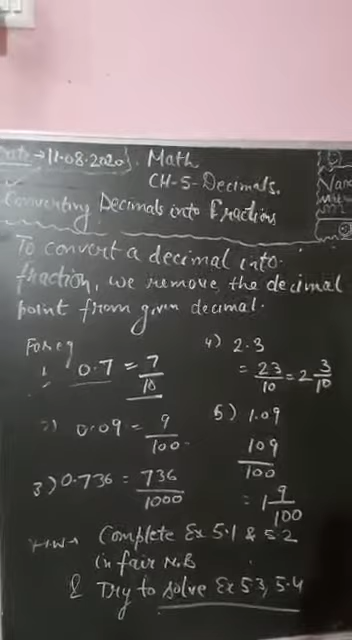 Date → 11.08.2020). Math
CH-5-Decimals.
Converting Decimals into Fractions
To convert a decimal into
fraction, we remove the decimal
point from given decimal.
For eg
1) 0.7 = 7/10
2) 0.09 = 9/100
3) 0.736 = 736/1000
4) 2.3
= 23/10 = 2 3/10
5) 1.09
109/100
= 1 9/100
H.W → Complete Ex 5.1 & 5.2
in fair N.B
& Try to solve Ex 5.3, 5.4